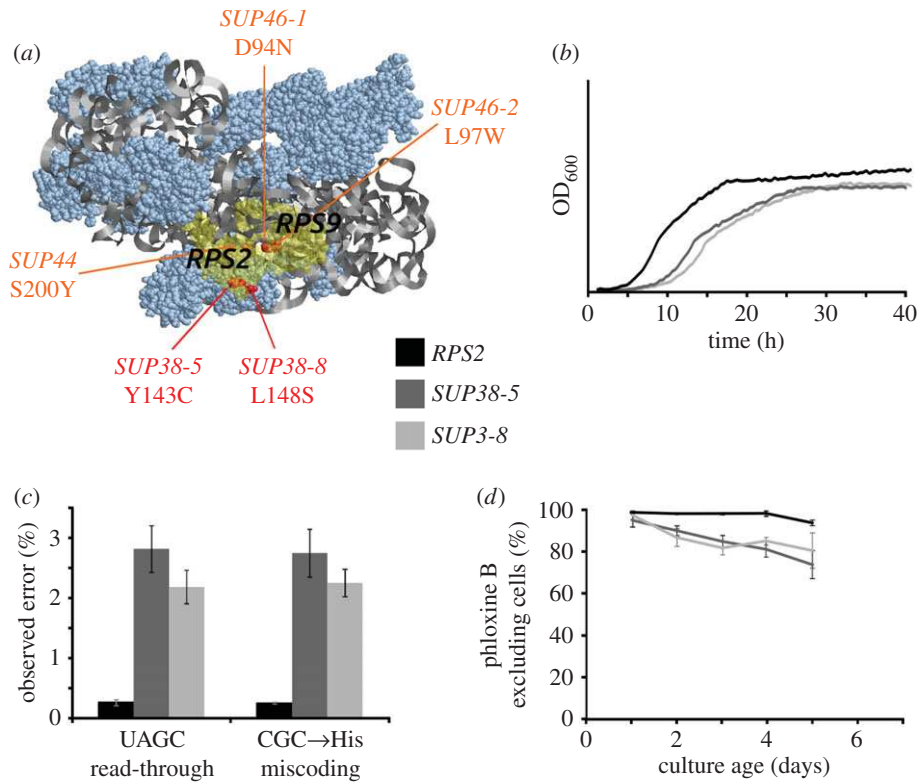 (a)
SUP46-1
D94N
SUP46-2
L97W
RPS9
RPS2
SUP44
S200Y
SUP38-5
Y143C
SUP38-8
L148S
(b)
OD600
0
10
20
30
40
time (h)
RPS2
SUP38-5
SUP3-8
(c)
observed error (%)
3
2
1
0
UAGC
read-through
CGC→His
miscoding
(d)
phloxine B
excluding cells (%)
100
80
60
40
20
0
0
2
4
6
culture age (days)